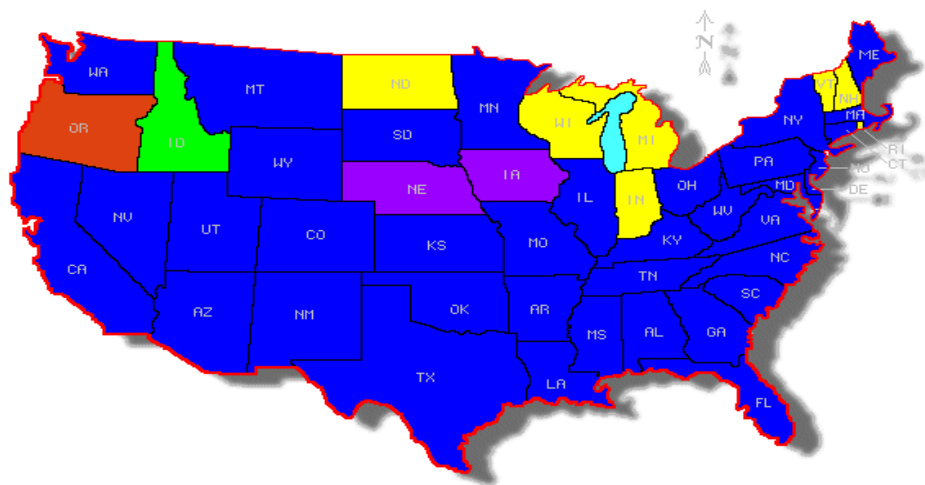 N
ME
WA
MT
ND
MN
VT
NH
OR
ID
SD
WI
MI
NY
MA
RI
CT
WY
NE
IA
PA
NJ
DE
NV
UT
CO
KS
MO
IL
IN
OH
MD
WV
VA
CA
KY
NC
TN
AZ
NM
OK
AR
SC
MS
AL
GA
TX
LA
FL